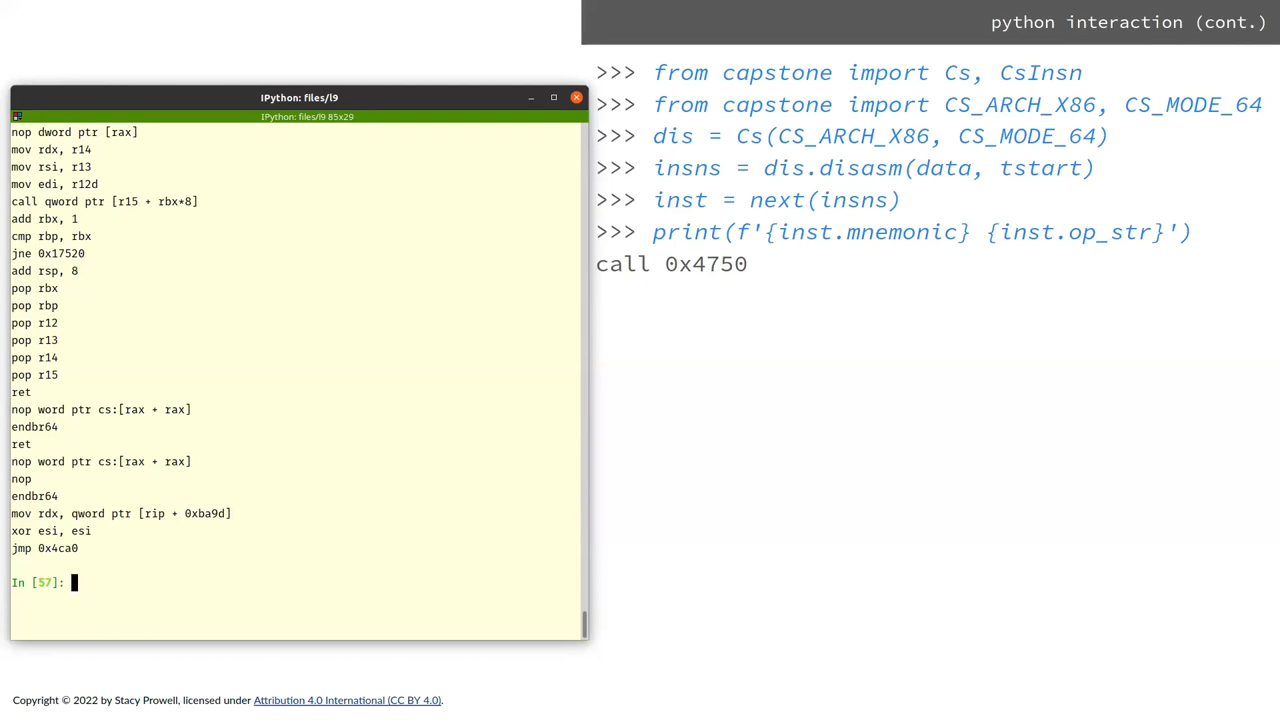 python interaction (cont.)
>>> from capstone import Cs, CsInsn
>>> from capstone import CS_ARCH_X86, CS_MODE_64
>>> dis = Cs(CS_ARCH_X86, CS_MODE_64)
>>> insns = dis.disasm(data, tstart)
>>> inst = next(insns)
>>> print(f'{inst.mnemonic} {inst.op_str}')
call 0x4750
IPython: files/l9
IPython: files/l9 85x29
nop dword ptr [rax]
mov rdx, r14
mov rsi, r13
mov edi, r12d
call qword ptr [r15 + rbx*8]
add rbx, 1
cmp rbp, rbx
jne 0x17520
add rsp, 8
pop rbx
pop rbp
pop r12
pop r13
pop r14
pop r15
ret
nop word ptr cs:[rax + rax]
endbr64
ret
nop word ptr cs:[rax + rax]
nop
endbr64
mov rdx, qword ptr [rip + 0xba9d]
xor esi, esi
jmp 0x4ca0
In [57]:
Copyright © 2022 by Stacy Prowell, licensed under Attribution 4.0 International (CC BY 4.0).